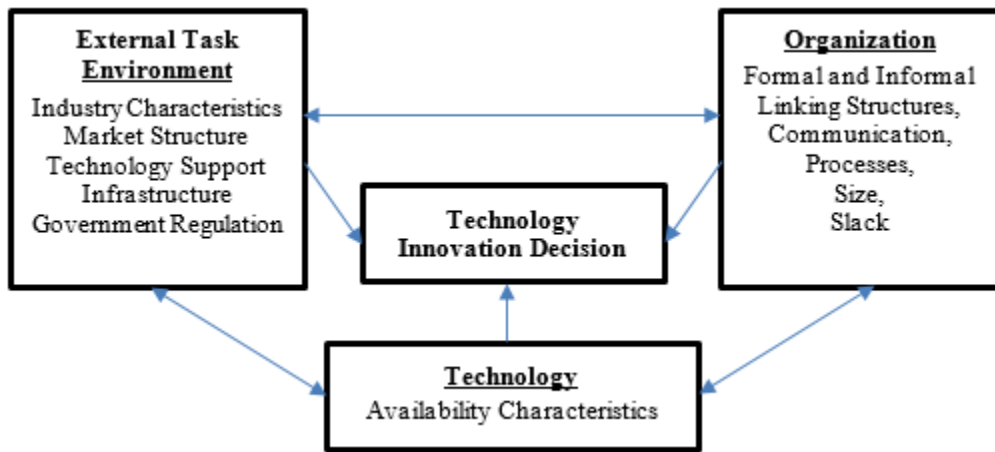 External Task
Environment
Industry Characteristics
Market Structure
Technology Support
Infrastructure
Government Regulation
Organization
Formal and Informal
Linking Structures,
Communication,
Processes,
Size,
Slack
Technology
Innovation Decision
Technology
Availability Characteristics